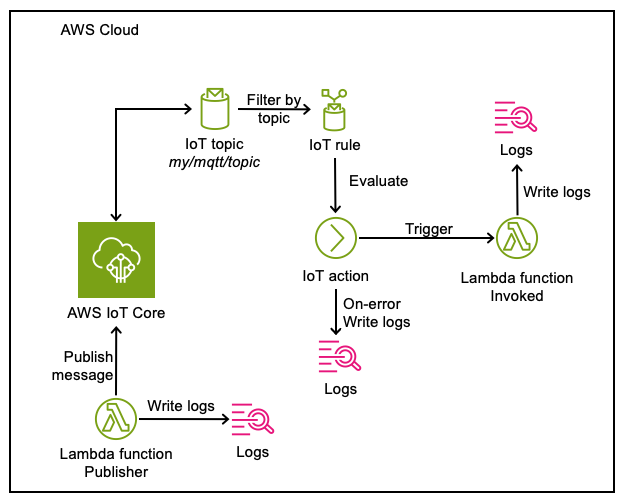 AWS Cloud
Filter by
topic
IoT topic
my/mqtt/topic
IoT rule
Logs
Evaluate
Write logs
Trigger
IoT action
Lambda function
Invoked
AWS IoT Core
On-error
Write logs
Publish
message
Logs
Write logs
Lambda function
Publisher
Logs